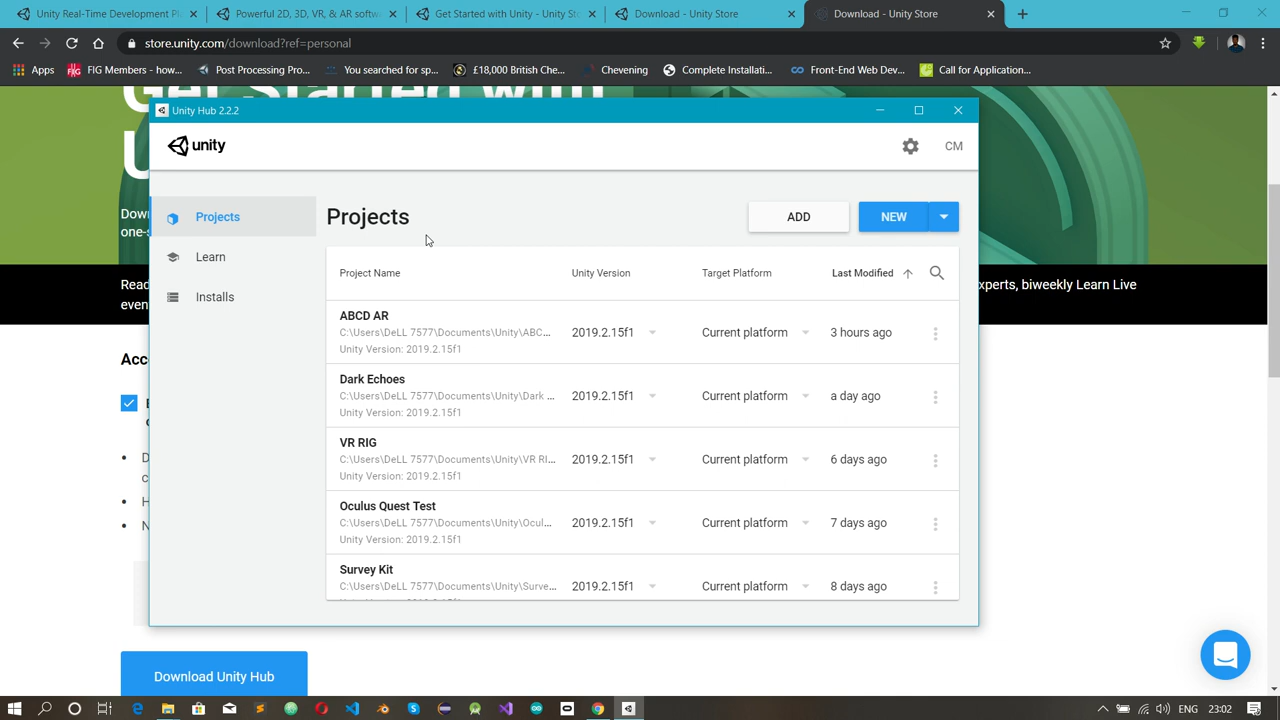 Unity Real-Time Development Pl
Powerful 2D, 3D, VR, & AR softw
Get Started with Unity - Unity St
Download - Unity Store
Download - Unity Store
store.unity.com/download?ref=personal
Apps
FIG Members - how...
Post Processing Pro...
You searched for sp...
£18,000 British Che...
Chevening
Complete Installati...
Front-End Web Dev...
Call for Application...
Get Started with
U
Dow
one-s
Read
even
xperts, biweekly Learn Live
Acc
D
c
H
N
Download Unity Hub
Unity Hub 2.2.2
unity
CM
Projects
Learn
Installs
Projects
ADD
NEW
Project Name
Unity Version
Target Platform
Last Modified
ABCD AR
C:\Users\DeLL 7577\Documents\Unity\ABC...
Unity Version: 2019.2.15f1
2019.2.15f1
Current platform
3 hours ago
Dark Echoes
C:\Users\DeLL 7577\Documents\Unity\Dark ...
Unity Version: 2019.2.15f1
2019.2.15f1
Current platform
a day ago
VR RIG
C:\Users\DeLL 7577\Documents\Unity\VR RI...
Unity Version: 2019.2.15f1
2019.2.15f1
Current platform
6 days ago
Oculus Quest Test
C:\Users\DeLL 7577\Documents\Unity\Ocul...
Unity Version: 2019.2.15f1
2019.2.15f1
Current platform
7 days ago
Survey Kit
C:\Users\DeLL 7577\Documents\Unity\Surve...
2019.2.15f1
Current platform
8 days ago
23:02